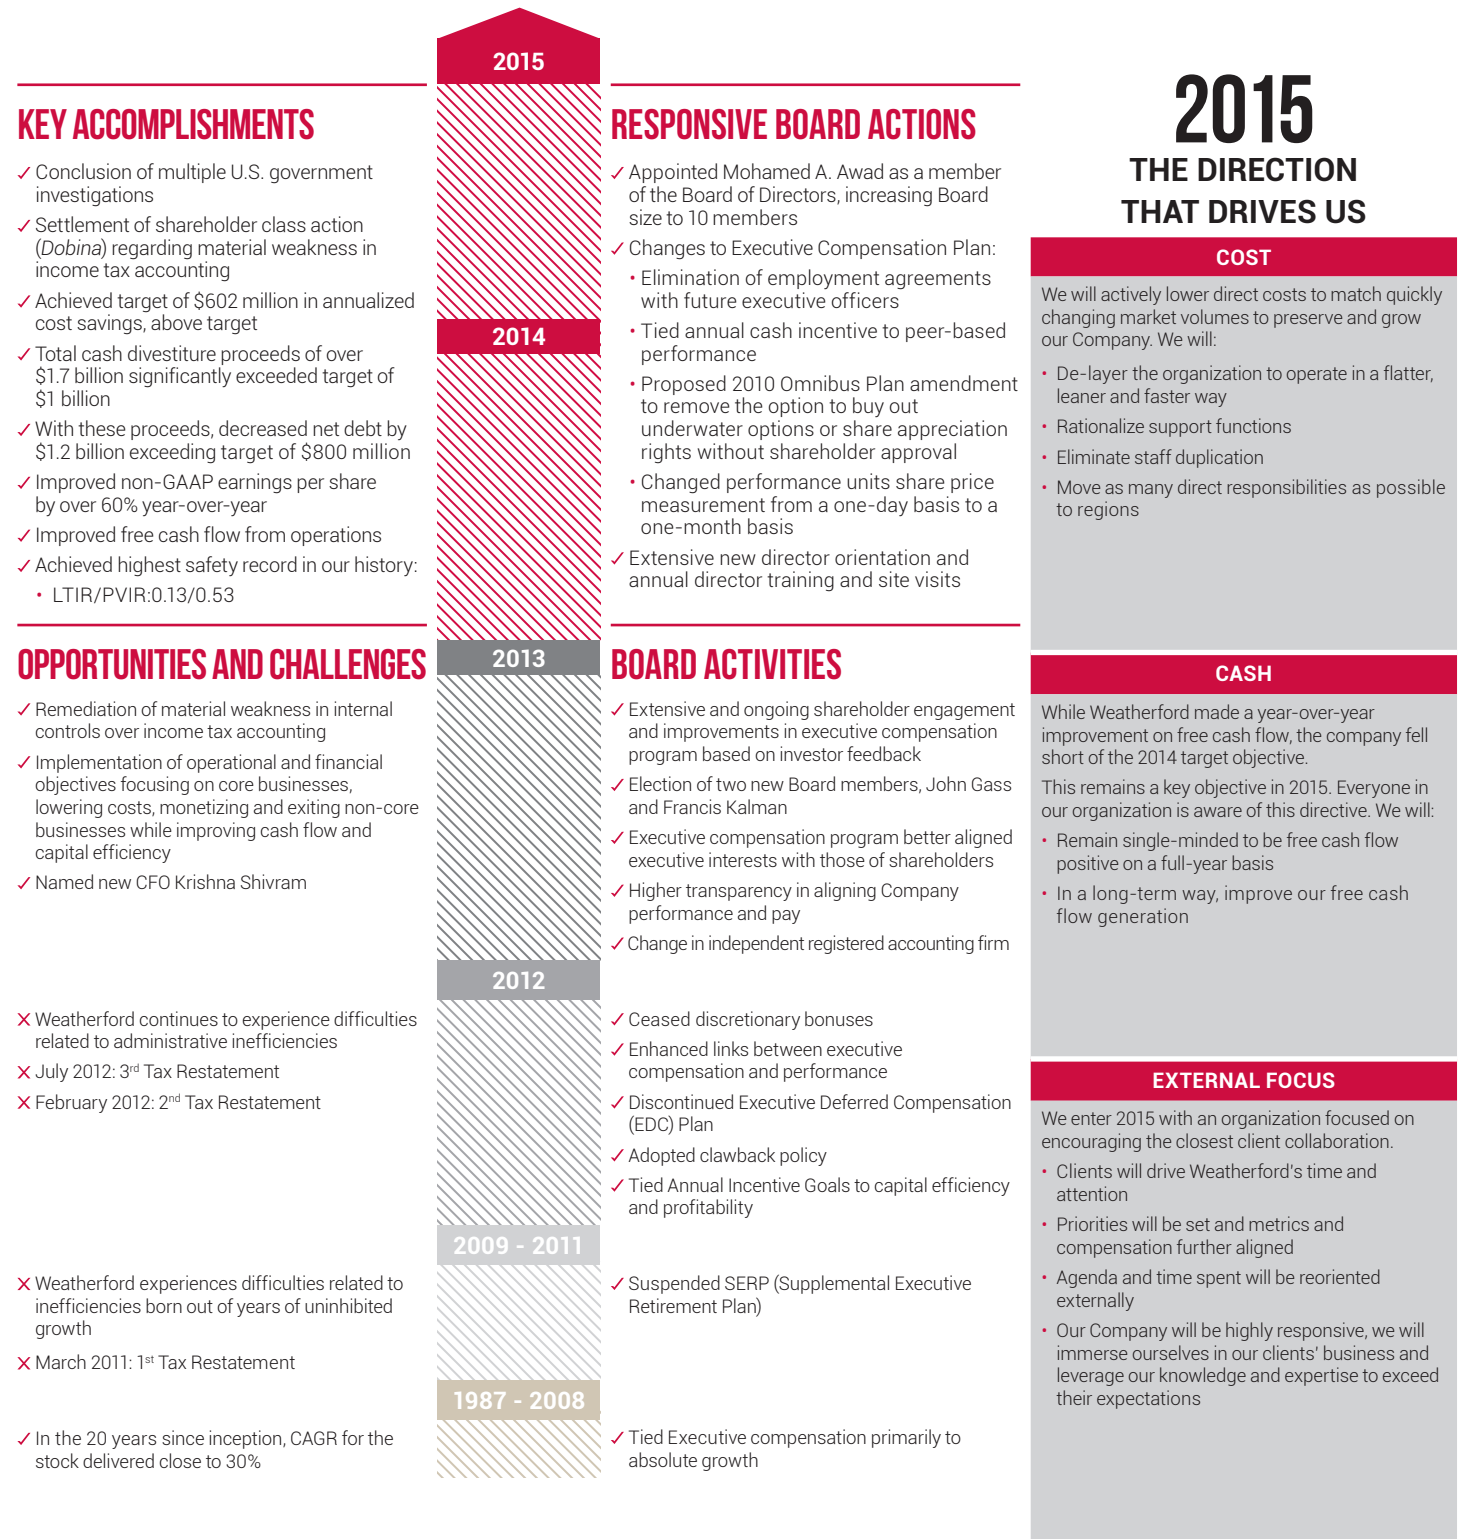 2015
KEY ACCOMPLISHMENTS
✓ Conclusion of multiple U.S. government
investigations
✓ Settlement of shareholder class action
(Dobina) regarding material weakness in
income tax accounting
✓ Achieved target of $602 million in annualized
cost savings, above target
✓ Total cash divestiture proceeds of over
$1.7 billion significantly exceeded target of
$1 billion
✓ With these proceeds, decreased net debt by
$1.2 billion exceeding target of $800 million
✓ Improved non-GAAP earnings per share
by over 60% year-over-year
✓ Improved free cash flow from operations
✓ Achieved highest safety record in our history:
• LTIR/PVIR:0.13/0.53
2014
RESPONSIVE BOARD ACTIONS
✓ Appointed Mohamed A. Awad as a member
of the Board of Directors, increasing Board
size to 10 members
✓ Changes to Executive Compensation Plan:
• Elimination of employment agreements
with future executive officers
• Tied annual cash incentive to peer-based
performance
• Proposed 2010 Omnibus Plan amendment
to remove the option to buy out
underwater options or share appreciation
rights without shareholder approval
• Changed performance units share price
measurement from a one-day basis to a
one-month basis
✓ Extensive new director orientation and
annual director training and site visits
OPPORTUNITIES AND CHALLENGES
✓ Remediation of material weakness in internal
controls over income tax accounting
✓ Implementation of operational and financial
objectives focusing on core businesses,
lowering costs, monetizing and exiting non-core
businesses while improving cash flow and
capital efficiency
✓ Named new CFO Krishna Shivram
2013
BOARD ACTIVITIES
✓ Extensive and ongoing shareholder engagement
and improvements in executive compensation
program based on investor feedback
✓ Election of two new Board members, John Gass
and Francis Kalman
✓ Executive compensation program better aligned
executive interests with those of shareholders
✓ Higher transparency in aligning Company
performance and pay
✓ Change in independent registered accounting firm
2012
✗ Weatherford continues to experience difficulties
related to administrative inefficiencies
✗ July 2012: 3rd Tax Restatement
✗ February 2012: 2nd Tax Restatement
✓ Ceased discretionary bonuses
✓ Enhanced links between executive
compensation and performance
✓ Discontinued Executive Deferred Compensation
(EDC) Plan
✓ Adopted clawback policy
✓ Tied Annual Incentive Goals to capital efficiency
and profitability
2009 - 2011
✗ Weatherford experiences difficulties related to
inefficiencies born out of years of uninhibited
growth
✗ March 2011: 1st Tax Restatement
✓ Suspended SERP (Supplemental Executive
Retirement Plan)
1987 - 2008
✓ In the 20 years since inception, CAGR for the
stock delivered close to 30%
✓ Tied Executive compensation primarily to
absolute growth
2015
THE DIRECTION
THAT DRIVES US
COST
We will actively lower direct costs to match quickly
changing market volumes to preserve and grow
our Company. We will:
• De-layer the organization to operate in a flatter,
leaner and faster way
• Rationalize support functions
• Eliminate staff duplication
• Move as many direct responsibilities as possible
to regions
CASH
While Weatherford made a year-over-year
improvement on free cash flow, the company fell
short of the 2014 target objective.
This remains a key objective in 2015. Everyone in
our organization is aware of this directive. We will:
• Remain single-minded to be free cash flow
positive on a full-year basis
• In a long-term way, improve our free cash
flow generation
EXTERNAL FOCUS
We enter 2015 with an organization focused on
encouraging the closest client collaboration.
• Clients will drive Weatherford's time and
attention
• Priorities will be set and metrics and
compensation further aligned
• Agenda and time spent will be reoriented
externally
• Our Company will be highly responsive, we will
immerse ourselves in our clients' business and
leverage our knowledge and expertise to exceed
their expectations